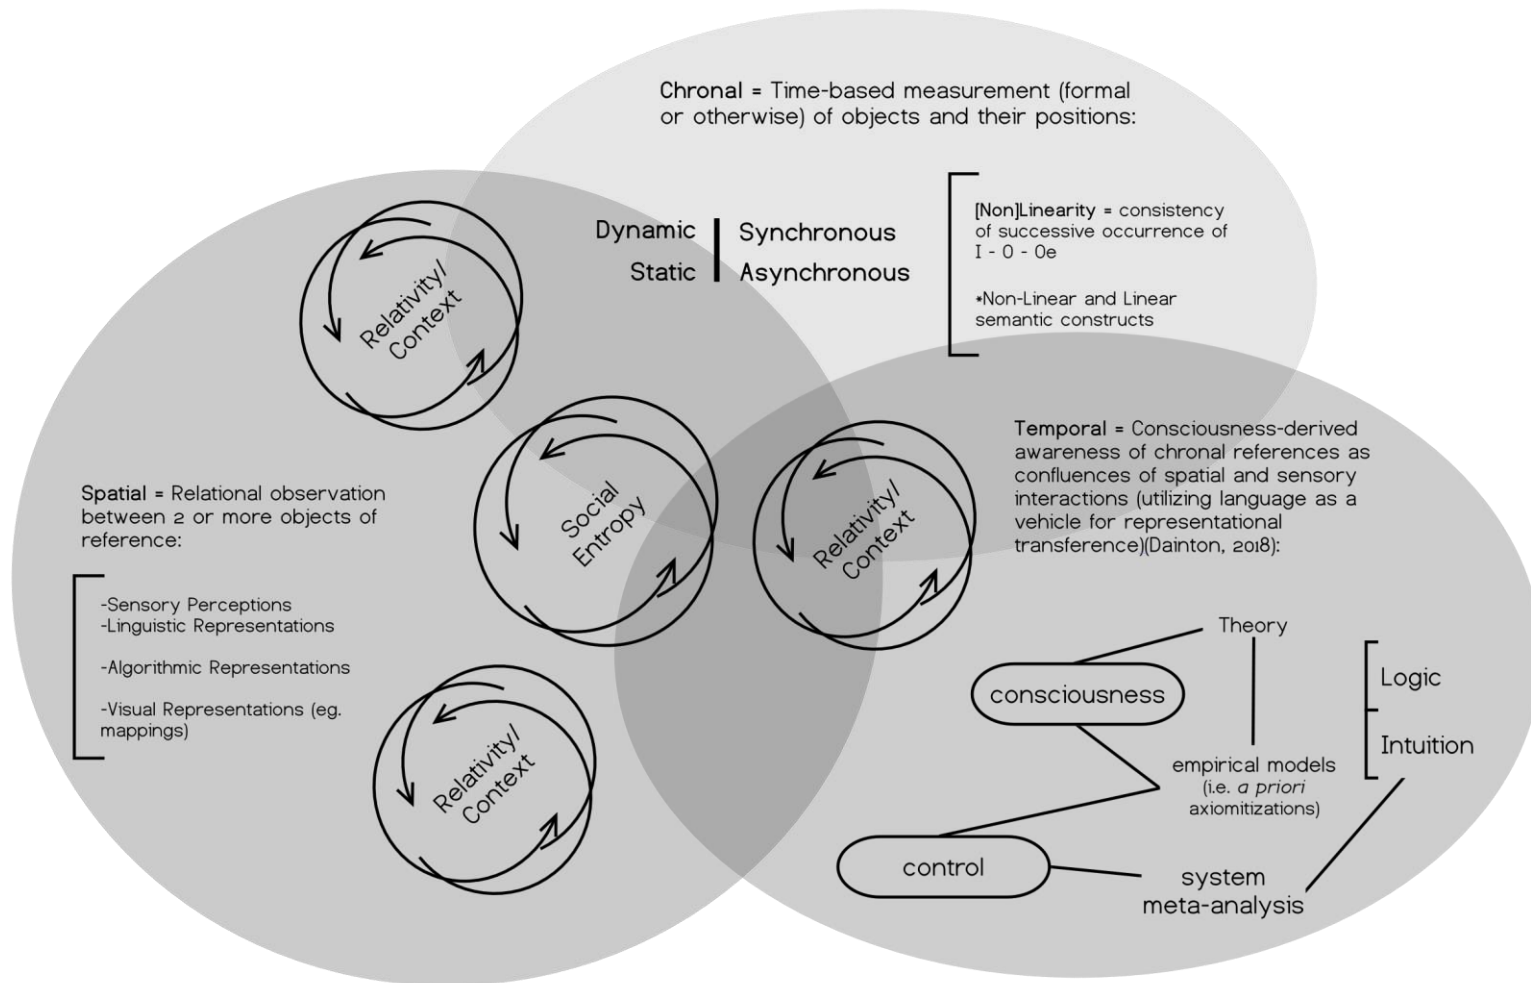 Chronal = Time-based measurement (formal
or otherwise) of objects and their positions:
Dynamic
Static
Synchronous
Asynchronous
[Non]Linearity = consistency
of successive occurrence of
I - O - Oe
*Non-Linear and Linear
semantic constructs
Relativity/
Context
Social
Entropy
Relativity/
Context
Relativity/
Context
Spatial = Relational observation
between 2 or more objects of
reference:
-Sensory Perceptions
-Linguistic Representations
-Algorithmic Representations
-Visual Representations (eg.
mappings)
Temporal = Consciousness-derived
awareness of chronal references as
confluences of spatial and sensory
interactions (utilizing language as a
vehicle for representational
transference)(Dainton, 2018):
Theory
consciousness
Logic
Intuition
empirical models
(i.e. a priori
axiomitizations)
control
system
meta-analysis